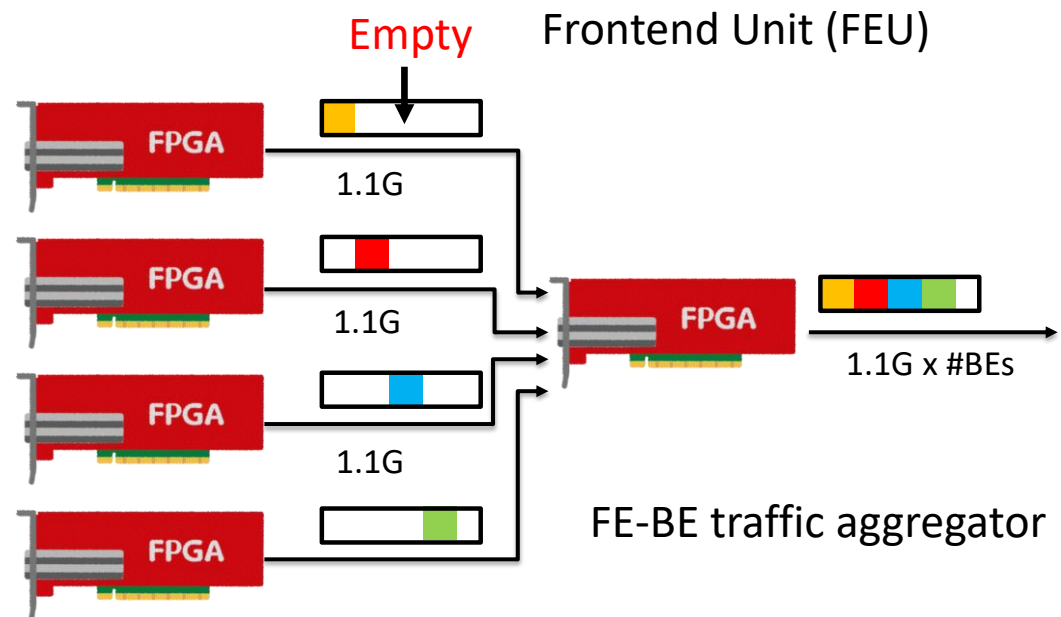 Empty
Frontend Unit (FEU)
FPGA
1.1G
FPGA
1.1G
FPGA
1.1G x #BEs
FPGA
1.1G
FPGA
FE-BE traffic aggregator